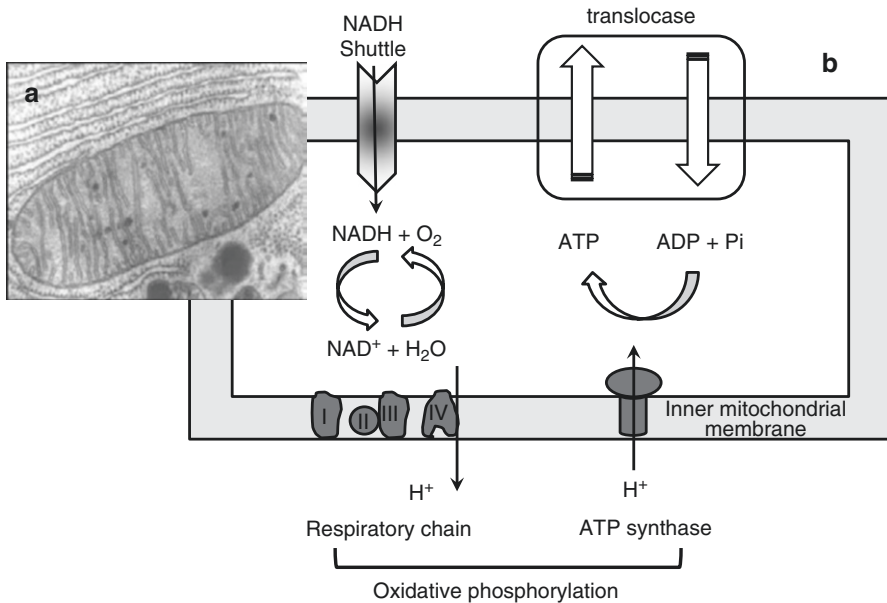 NADH
Shuttle
translocase
a
b
NADH + O₂
ATP
ADP + Pi
NAD⁺ + H₂O
I
II
III
IV
Inner mitochondrial
membrane
H⁺
H⁺
Respiratory chain
ATP synthase
Oxidative phosphorylation